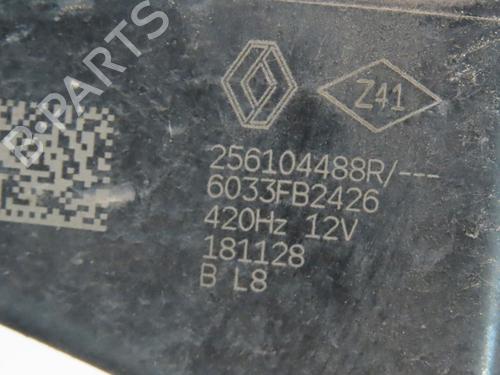 Z41
256104488R/---
6033FB2426
420Hz 12V
181128
B L8
B-PARTS